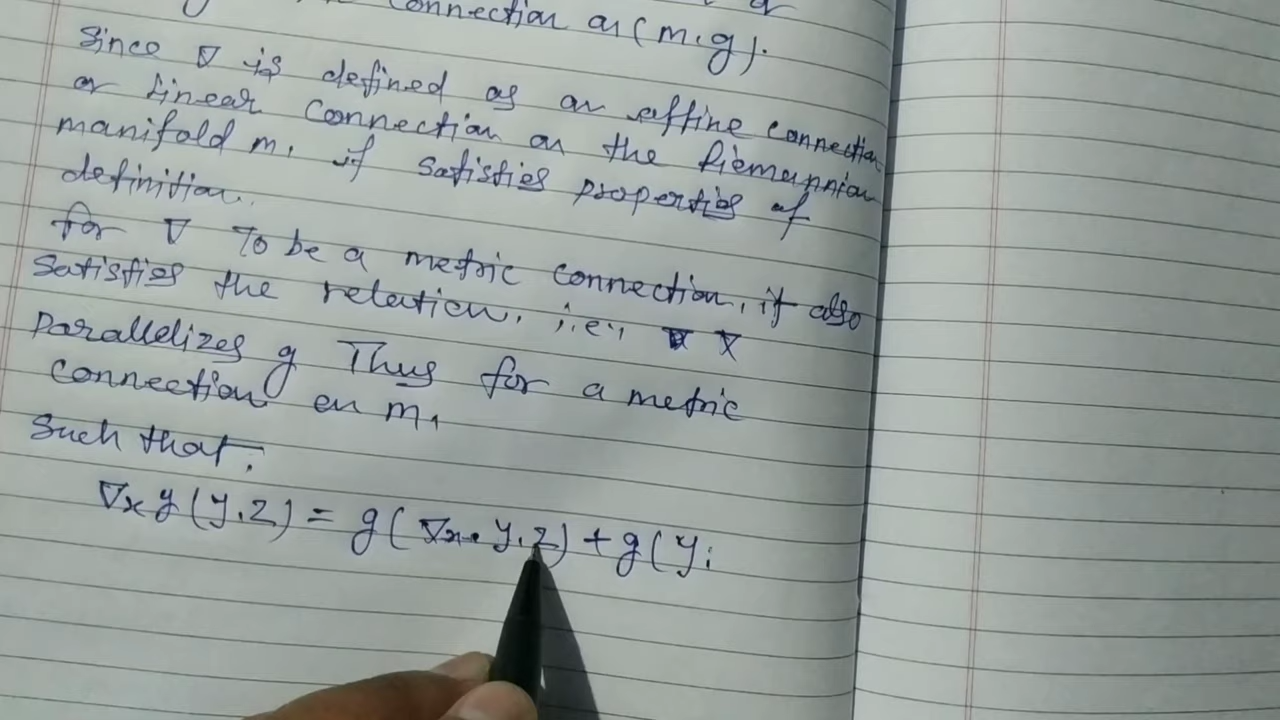 connection on (m,g).
Since ∇ is defined as an affine connection
or Linear Connection on the Riemannian
manifold m, it satisfies properties of
definition.
for ∇ To be a metric connection, it also
Satisfies the relation, i.e., ∇
Parallelizes g Thus for a metric
connection on m,
Such that,
∇x g(y,z) = g(∇x. y,z) + g(y,